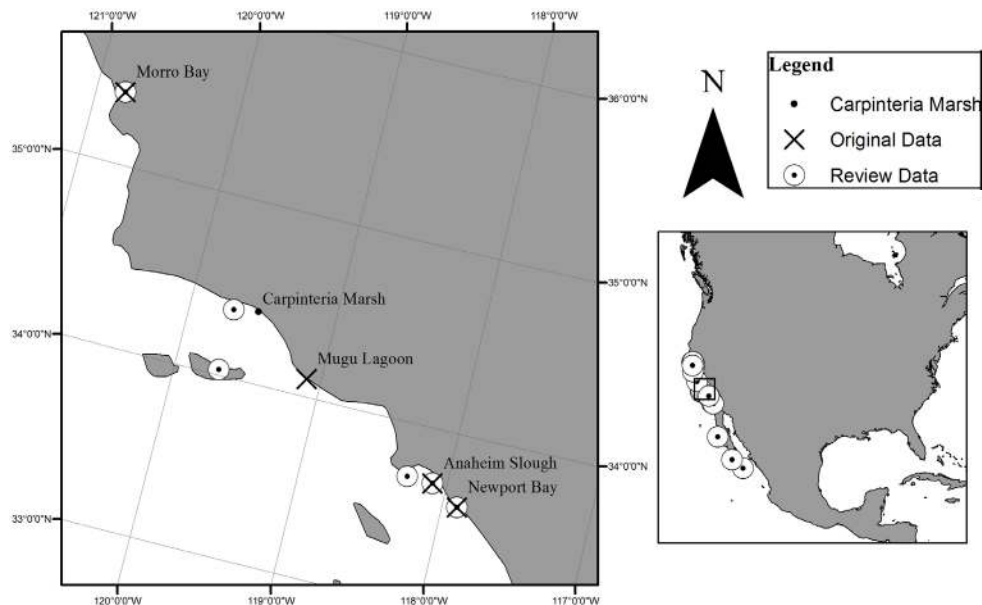 121°0'0"W 120°0'0"W 119°0'0"W 118°0'0"W
Morro Bay
36°0'0"N
35°0'0"N
35°0'0"N
Carpinteria Marsh
34°0'0"N
Mugu Lagoon
Anaheim Slough
34°0'0"N
Newport Bay
33°0'0"N
120°0'0"W 119°0'0"W 118°0'0"W 117°0'0"W
N
Legend
Carpinteria Marsh
Original Data
Review Data